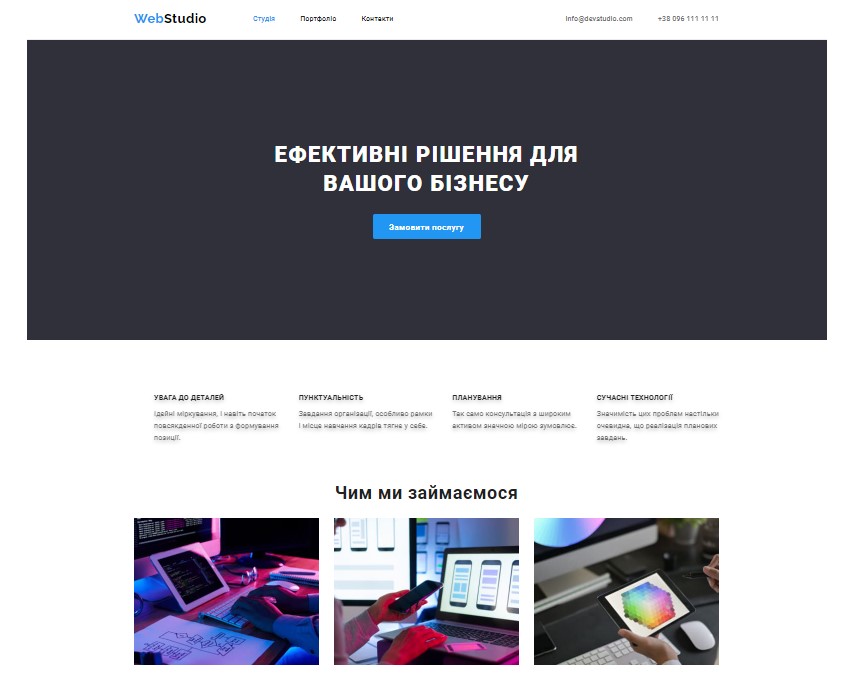 WebStudio Студія Портфоліо Контакти info@devstudio.com +38 096 111 11 11
ЕФЕКТИВНІ РІШЕННЯ ДЛЯ
ВАШОГО БІЗНЕСУ
Замовити послугу
УВАГА ДО ДЕТАЛЕЙ
Ідейні міркування, і навіть початок
повсякденної роботи з формування
позиції.
ПУНКТУАЛЬНІСТЬ
Завдання організації, особливо рамки
і місце навчання кадрів тягне у себе.
ПЛАНУВАННЯ
Так само консультація з широким
активом значною мірою зумовлює.
СУЧАСНІ ТЕХНОЛОГІЇ
Значимість цих проблем настільки
очевидна, що реалізація планових
завдань.
Чим ми займаємося